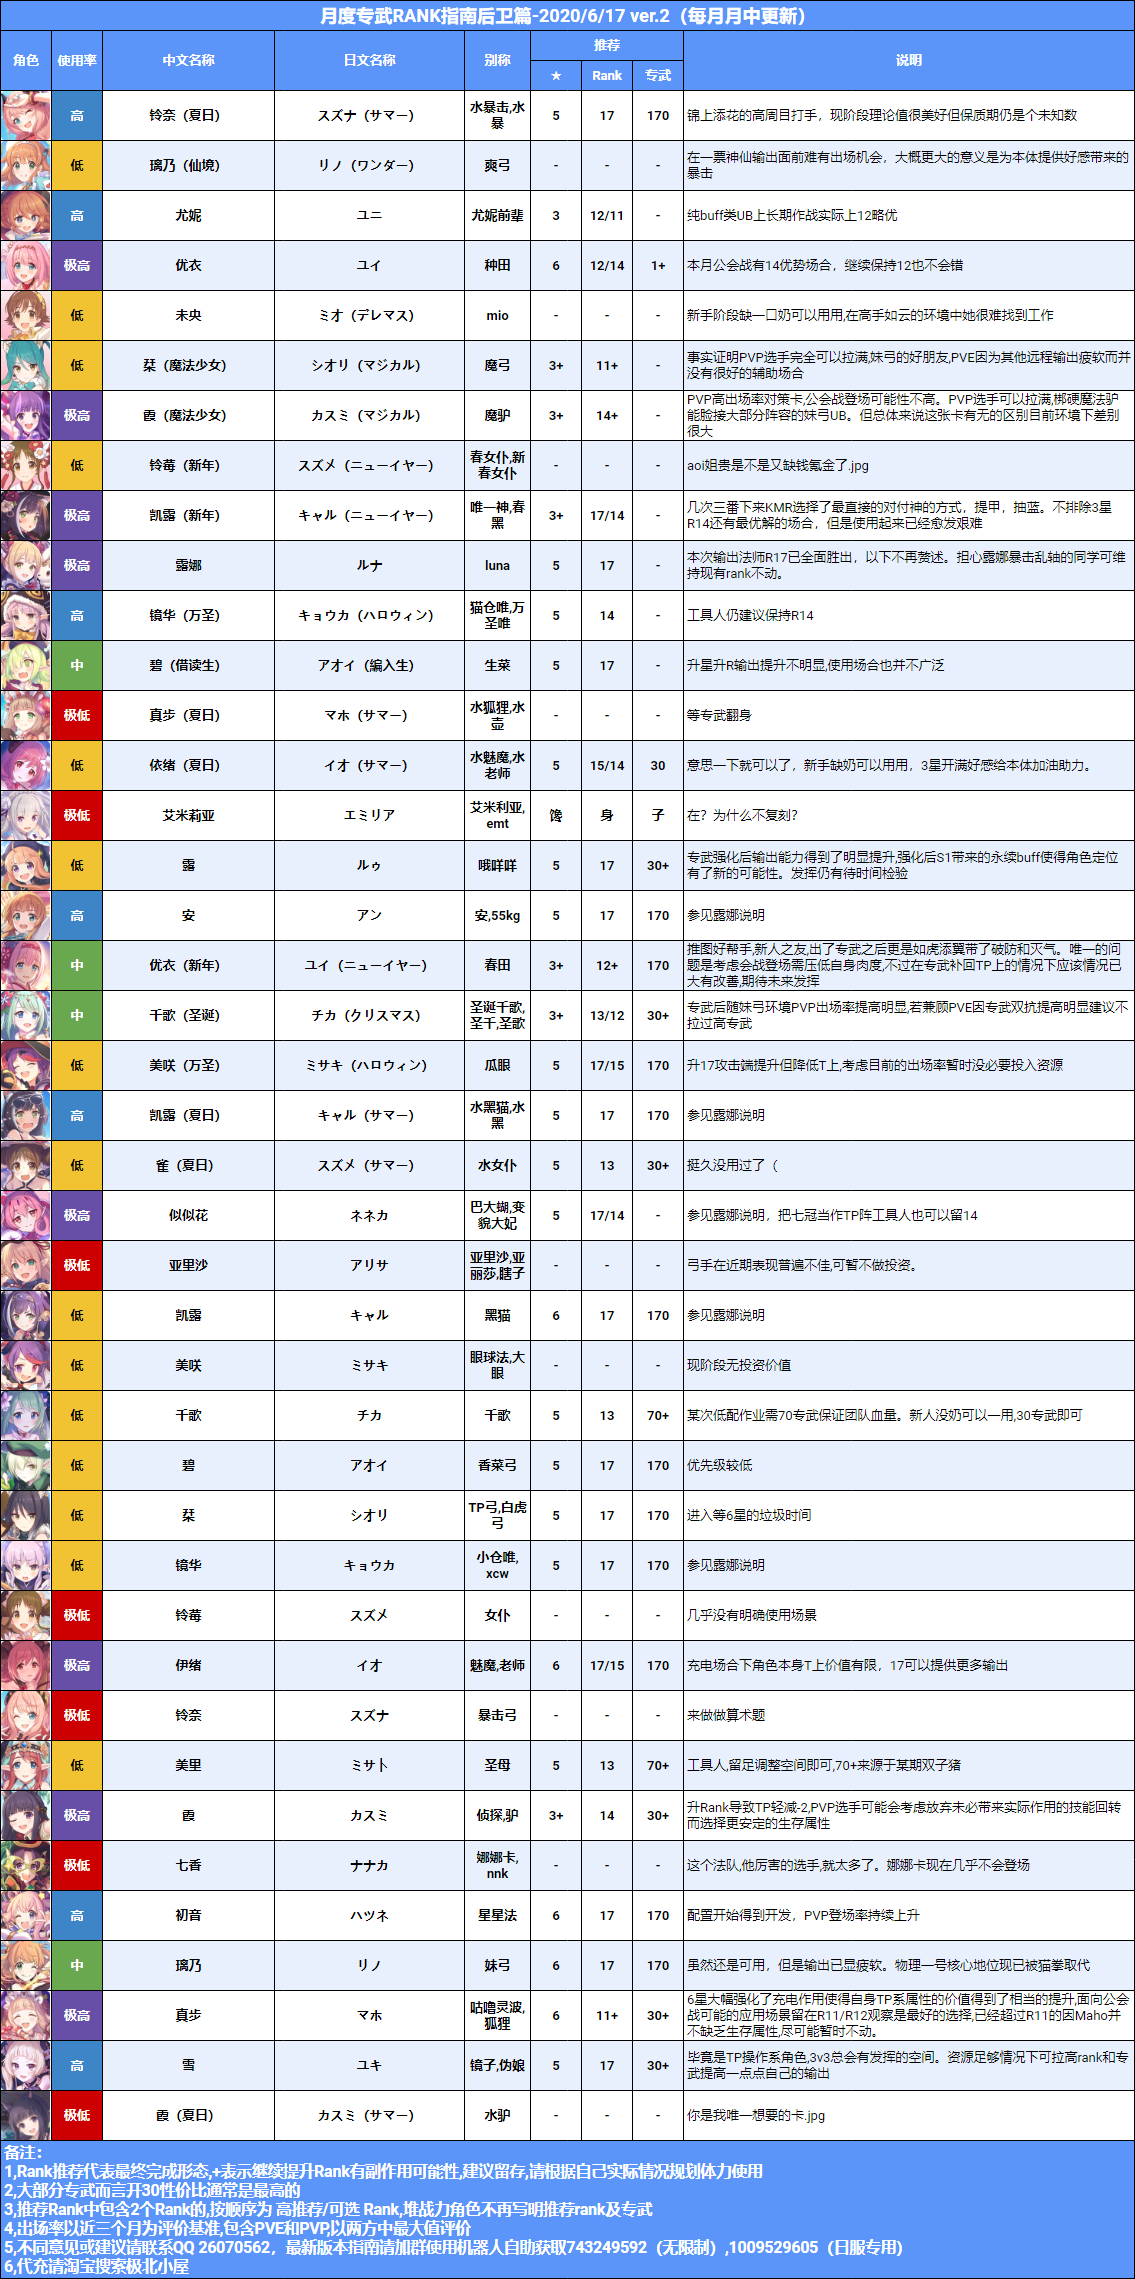 月度专武RANK指南后卫篇-2020/6/17 ver.2（每月月中更新）
角色 使用率 中文名称 日文名称 别称 推荐 说明
★ Rank 专武
高 铃奈（夏日） スズナ（サマー） 水暴击,水暴 5 17 170 锦上添花的高周目打手，现阶段理论值很美好但保质期仍是个未知数
低 璃乃（仙境） リノ（ワンダー） 爽弓 - - - 在一票神仙输出面前难有出场机会，大概更大的意义是为本体提供好感带来的暴击
高 尤妮 ユニ 尤妮前辈 3 12/11 - 纯buff类UB上长期作战实际上12略优
极高 优衣 ユイ 种田 6 12/14 1+ 本月公会战有14优势场合，继续保持12也不会错
低 未央 ミオ（デレマス） mio - - - 新手阶段缺一口奶可以用用,在高手如云的环境中她很难找到工作
低 栞（魔法少女） シオリ（マジカル） 魔弓 3+ 11+ - 事实证明PVP选手完全可以拉满,妹弓的好朋友,PVE因为其他远程输出疲软而并没有很好的辅助场合
极高 霞（魔法少女） カスミ（マジカル） 魔驴 3+ 14+ - PVP高出场率对策卡,公会战登场可能性不高。PVP选手可以拉满,梆硬魔法驴能脸接大部分阵容的妹弓UB。但总体来说这张卡有无的区别目前环境下差别很大
低 铃莓（新年） スズメ（ニューイヤー） 春女仆,新春女仆 - - - aoi姐贵是不是又缺钱氪金了.jpg
极高 凯露（新年） キャル（ニューイヤー） 唯一神,春黑 3+ 17/14 - 几次三番下来KMR选择了最直接的对付神的方式，提甲，抽蓝。不排除3星R14还有最优解的场合，但是使用起来已经愈发艰难
极高 露娜 ルナ luna 5 17 - 本次输出法师R17已全面胜出，以下不再赘述。担心露娜暴击乱轴的同学可维持现有rank不动。
高 镜华（万圣） キョウカ（ハロウィン） 猫仓唯,万圣唯 5 14 - 工具人仍建议保持R14
中 碧（借读生） アオイ（編入生） 生菜 5 17 - 升星升R输出提升不明显,使用场合也并不广泛
极低 真步（夏日） マホ（サマー） 水狐狸,水壶 - - - 等专武翻身
低 依绪（夏日） イオ（サマー） 水魅魔,水老师 5 15/14 30 意思一下就可以了，新手缺奶可以用用，3星开满好感给本体加油助力。
极低 艾米莉亚 エミリア 艾米利亚,emt 馋 身 子 在？为什么不复刻？
低 露 ルゥ 哦咩咩 5 17 30+ 专武强化后输出能力得到了明显提升,强化后S1带来的永续buff使得角色定位有了新的可能性。发挥仍有待时间检验
高 安 アン 安,55kg 5 17 170 参见露娜说明
中 优衣（新年） ユイ（ニューイヤー） 春田 3+ 12+ 170 推图好帮手,新人之友,出了专武之后更是如虎添翼带了破防和灭气。唯一的问题是考虑会战登场需压低自身肉度,不过在专武补回TP上的情况下应该情况已大有改善,期待未来发挥
中 千歌（圣诞） チカ（クリスマス） 圣诞千歌,圣千,圣歌 3+ 13/12 30+ 专武后随妹弓环境PVP出场率提高明显,若兼顾PVE因专武双抗提高明显建议不拉过高专武
低 美咲（万圣） ミサキ（ハロウィン） 瓜眼 5 17/15 170 升17攻击端提升但降低T上,考虑目前的出场率暂时没必要投入资源
高 凯露（夏日） キャル（サマー） 水黑猫,水黑 5 17 170 参见露娜说明
低 雀（夏日） スズメ（サマー） 水女仆 5 13 30+ 挺久没用过了（
极高 似似花 ネネカ 巴大蝴,变貌大妃 5 17/14 - 参见露娜说明，把七冠当作TP阵工具人也可以留14
极低 亚里沙 アリサ 亚里沙,亚丽莎,瞎子 - - - 弓手在近期表现普遍不佳,可暂不做投资。
低 凯露 キャル 黑猫 6 17 170 参见露娜说明
低 美咲 ミサキ 眼球法,大眼 - - - 现阶段无投资价值
低 千歌 チカ 千歌 5 13 70+ 某次低配作业需70专武保证团队血量。新人没奶可以一用,30专武即可
低 碧 アオイ 香菜弓 5 17 170 优先级较低
低 栞 シオリ TP弓,白虎弓 5 17 170 进入等6星的垃圾时间
低 镜华 キョウカ 小仓唯,xcw 5 17 170 参见露娜说明
极低 铃莓 スズメ 女仆 - - - 几乎没有明确使用场景
极高 伊绪 イオ 魅魔,老师 6 17/15 170 充电场合下角色本身T上价值有限，17可以提供更多输出
极低 铃奈 スズナ 暴击弓 - - - 来做做算术题
低 美里 ミサト 圣母 5 13 70+ 工具人,留足调整空间即可,70+来源于某期双子猪
极高 霞 カスミ 侦探,驴 3+ 14 30+ 升Rank导致TP轻减-2,PVP选手可能会考虑放弃未必带来实际作用的技能回转而选择更安定的生存属性
极低 七香 ナナカ 娜娜卡,nnk - - - 这个法队,他厉害的选手,就太多了。娜娜卡现在几乎不会登场
高 初音 ハツネ 星星法 6 17 170 配置开始得到开发，PVP登场率持续上升
中 璃乃 リノ 妹弓 6 17 170 虽然还是可用，但是输出已显疲软。物理一号核心地位现已被猫拳取代
极高 真步 マホ 咕噜灵波,狐狸 6 11+ 30+ 6星大幅强化了充电作用使得自身TP系属性的价值得到了相当的提升,面向公会战可能的应用场景留在R11/R12观察是最好的选择,已经超过R11的因Maho并不缺乏生存属性,尽可能暂时不动。
高 雪 ユキ 镜子,伪娘 5 17 30+ 毕竟是TP操作系角色,3v3总会有发挥的空间。资源足够情况下可拉高rank和专武提高一点点自己的输出
极低 霞（夏日） カスミ（サマー） 水驴 - - - 你是我唯一想要的卡.jpg
备注：
1,Rank推荐代表最终完成形态,+表示继续提升Rank有副作用可能性,建议留存,请根据自己实际情况规划体力使用
2,大部分专武而言开30性价比通常是最高的
3,推荐Rank中包含2个Rank的,按顺序为 高推荐/可选 Rank,堆战力角色不再写明推荐rank及专武
4,出场率以近三个月为评价基准,包含PVE和PVP,以两方中最大值评价
5,不同意见或建议请联系QQ 26070562，最新版本指南请加群使用机器人自助获取743249592（无限制）,1009529605（日服专用）
6,代充请淘宝搜索极北小屋